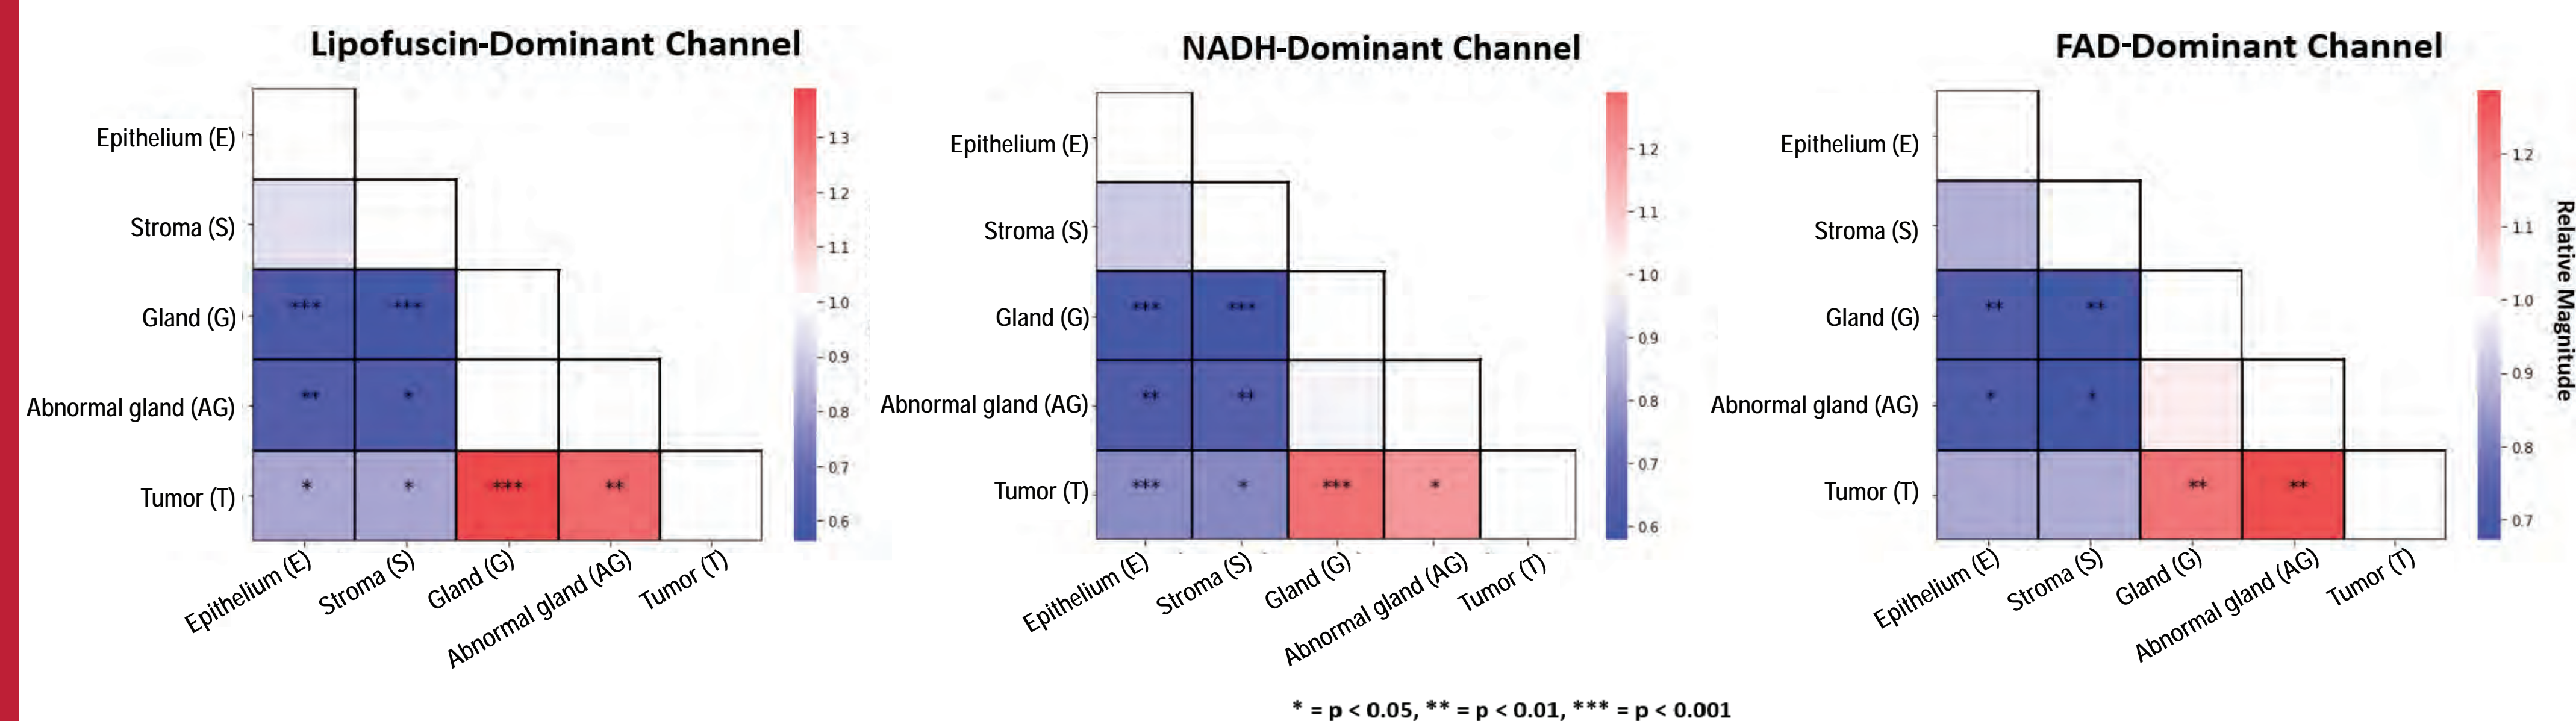 Lipofuscin-Dominant Channel
Epithelium (E)
Stroma (S)
Gland (G)
Abnormal gland (AG)
Tumor (T)
***
***
**
*
*
*
***
**
Epithelium (E)
Stroma (S)
Gland (G)
Abnormal gland (AG)
Tumor (T)
1.3
1.2
1.1
1.0
0.9
0.8
0.7
0.6
NADH-Dominant Channel
Epithelium (E)
Stroma (S)
Gland (G)
Abnormal gland (AG)
Tumor (T)
***
***
**
**
***
*
***
*
Epithelium (E)
Stroma (S)
Gland (G)
Abnormal gland (AG)
Tumor (T)
1.2
1.1
1.0
0.9
0.8
0.7
0.6
FAD-Dominant Channel
Epithelium (E)
Stroma (S)
Gland (G)
Abnormal gland (AG)
Tumor (T)
**
**
*
*
**
**
Epithelium (E)
Stroma (S)
Gland (G)
Abnormal gland (AG)
Tumor (T)
1.2
1.1
1.0
0.9
0.8
0.7
Relative Magnitude
* = p < 0.05, ** = p < 0.01, *** = p < 0.001